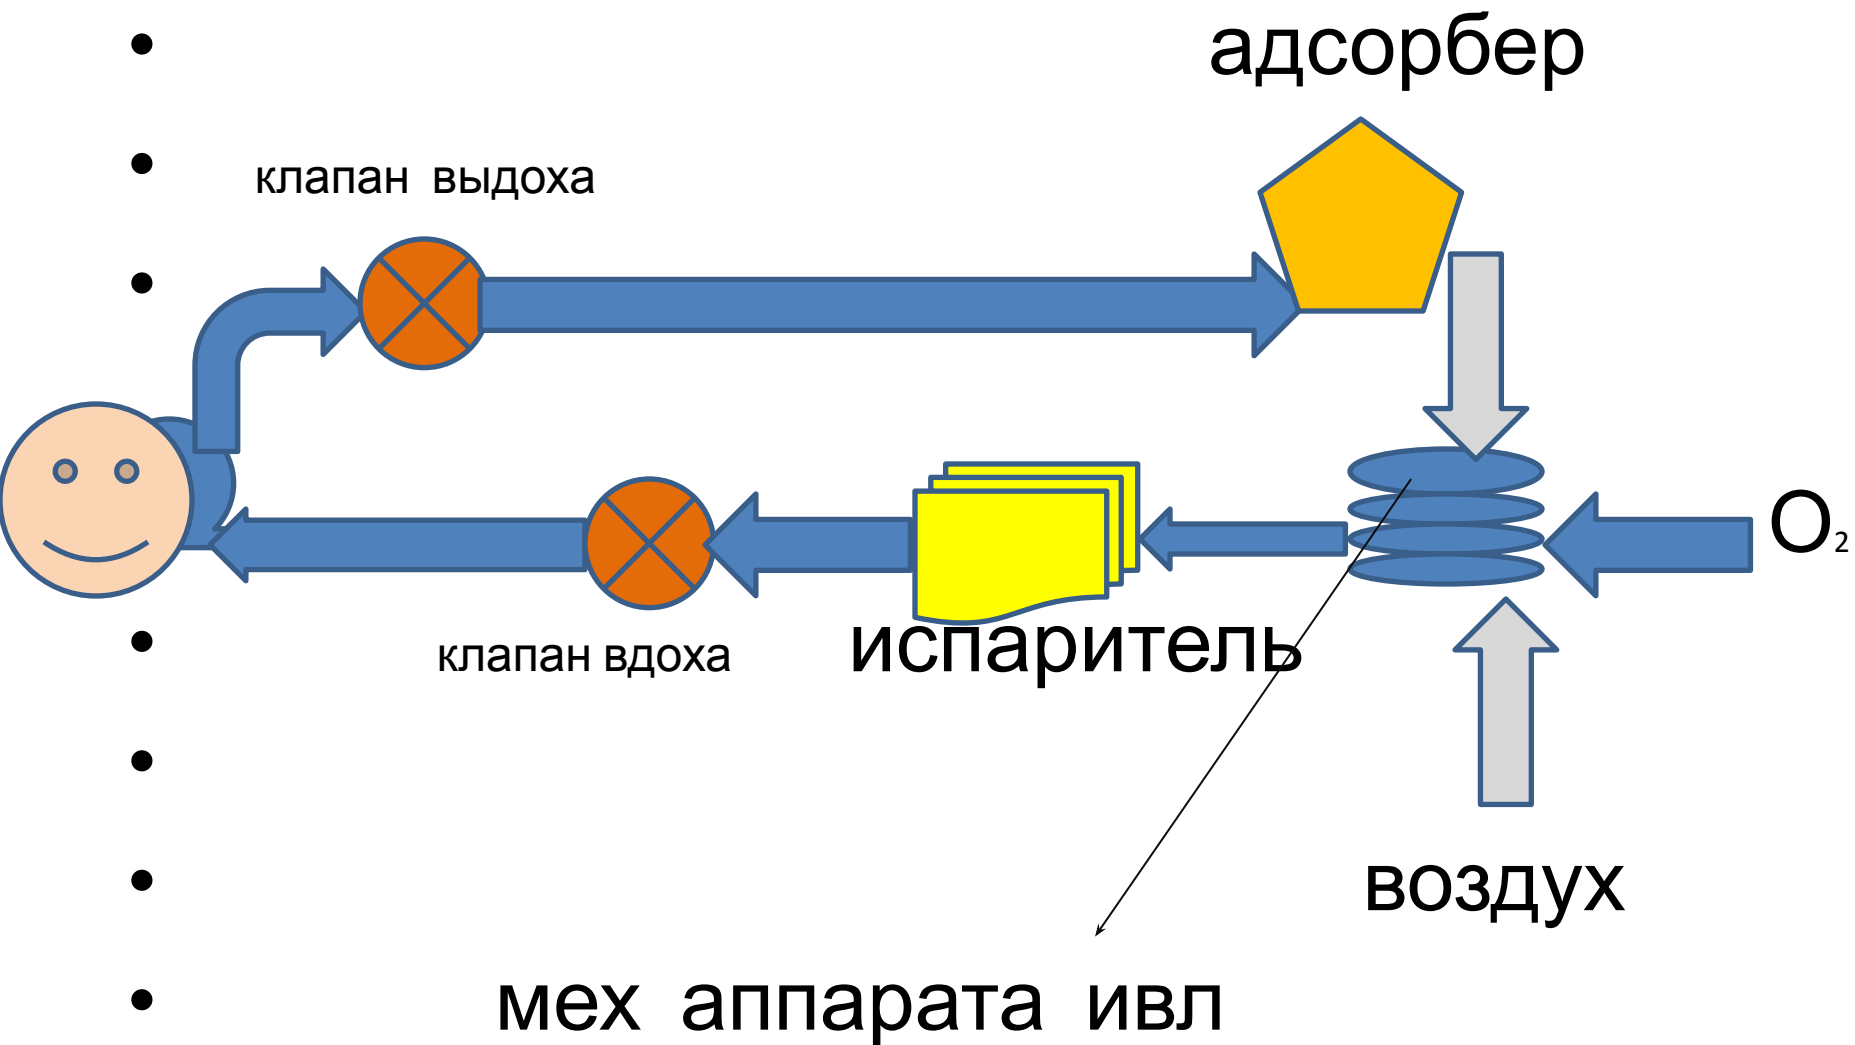 адсорбер
клапан выдоха
O₂
клапан вдоха
испаритель
воздух
мех аппарата ивл